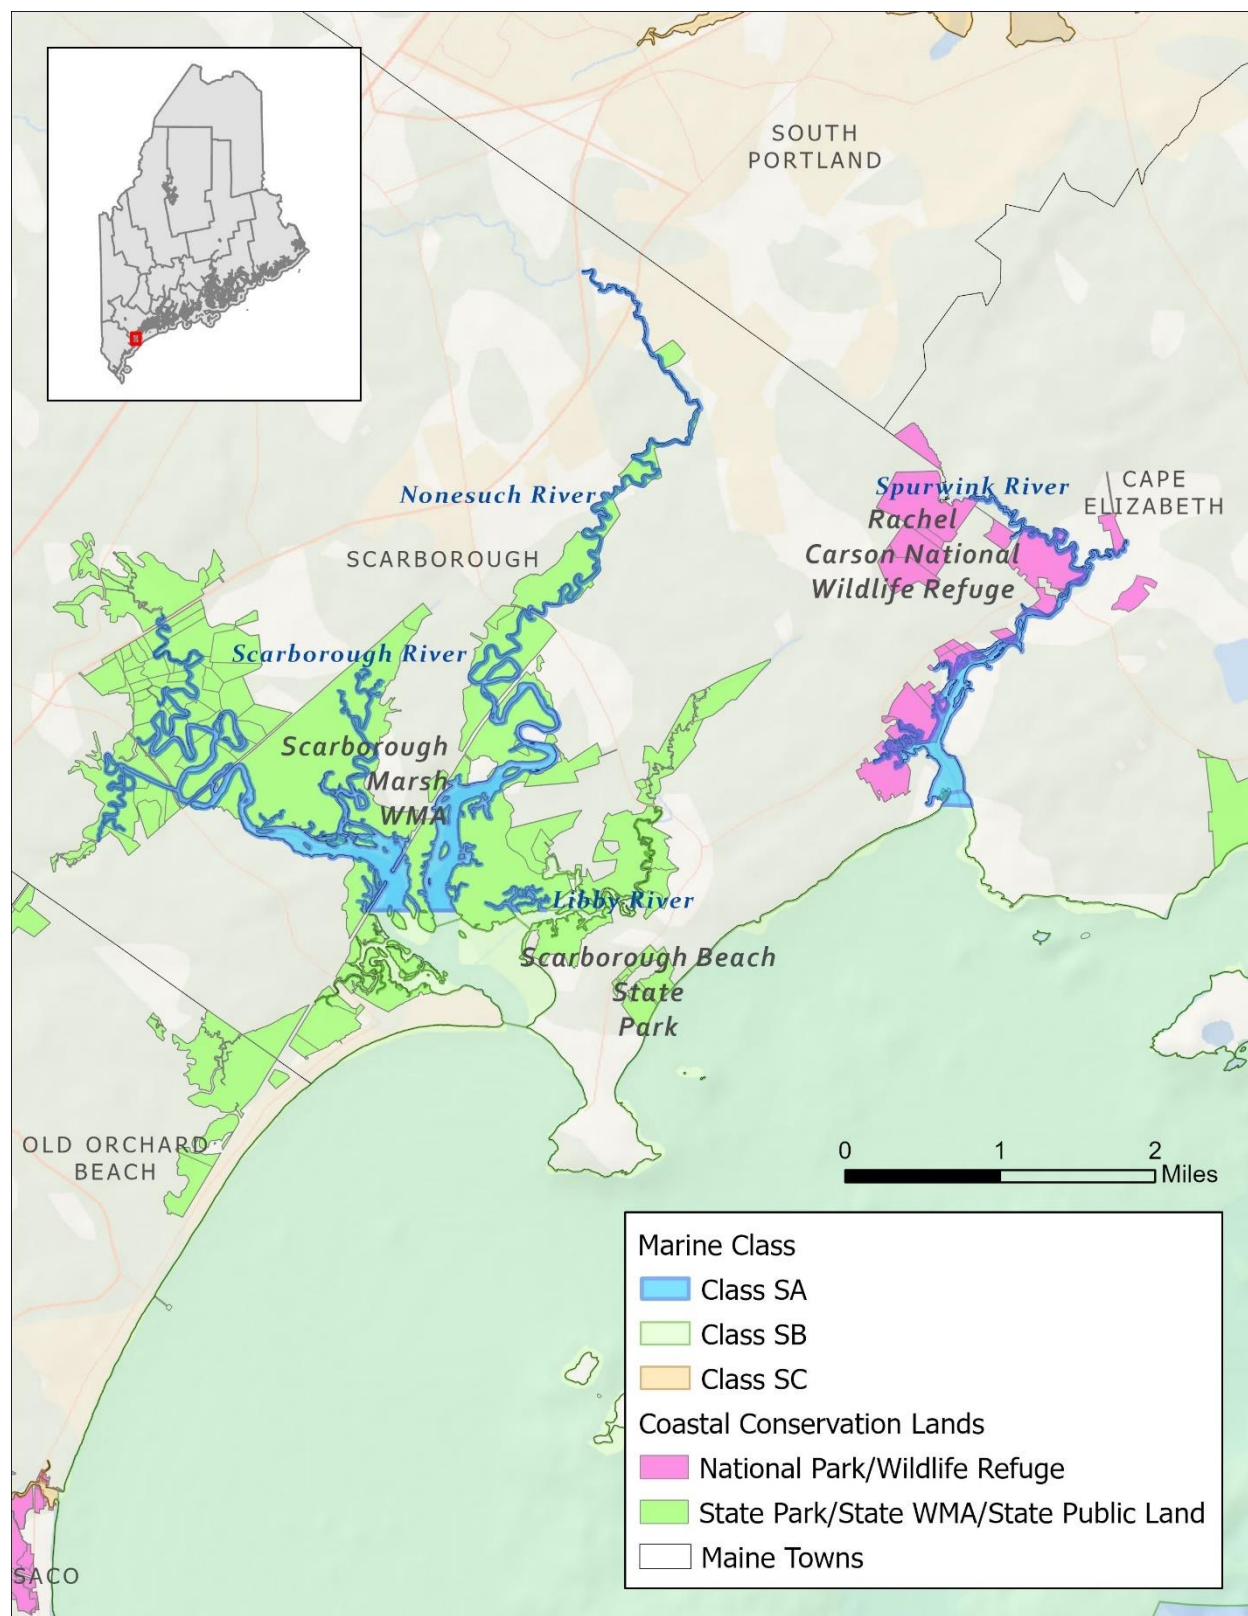 SOUTH
PORTLAND
CAPE
ELIZABETH
Spurwink River
Rachel
Carson National
Wildlife Refuge
Nonesuch River
SCARBOROUGH
Scarborough River
Scarborough
Marsh
WMA
Libby River
Scarborough Beach
State
Park
OLD ORCHARD
BEACH
SACO
0 1 2
Miles
Marine Class
Class SA
Class SB
Class SC
Coastal Conservation Lands
National Park/Wildlife Refuge
State Park/State WMA/State Public Land
Maine Towns